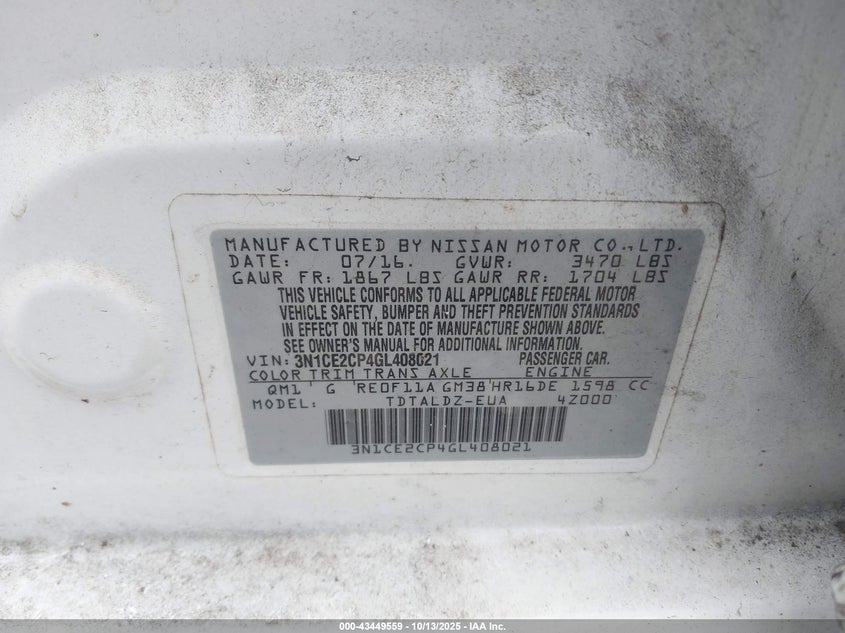 MANUFACTURED BY NISSAN MOTOR CO., LTD.
DATE: 07/16. GVWR: 3470 LBS
GAWR FR: 1867 LBS GAWR RR: 1704 LBS
THIS VEHICLE CONFORMS TO ALL APPLICABLE FEDERAL MOTOR
VEHICLE SAFETY, BUMPER AND THEFT PREVENTION STANDARDS
IN EFFECT ON THE DATE OF MANUFACTURE SHOWN ABOVE.
SEE OWNER'S MANUAL FOR ADDITIONAL INFORMATION.
VIN: 3N1CE2CP4GL408021 PASSENGER CAR.
COLOR TRIM TRANS AXLE ENGINE
QM1 G RE0F11A GM38 HR16DE 1598 CC
MODEL: TDTALDZ-EUA 4Z000
3N1CE2CP4GL408021
000-43449559 - 10/13/2025 - IAA Inc.